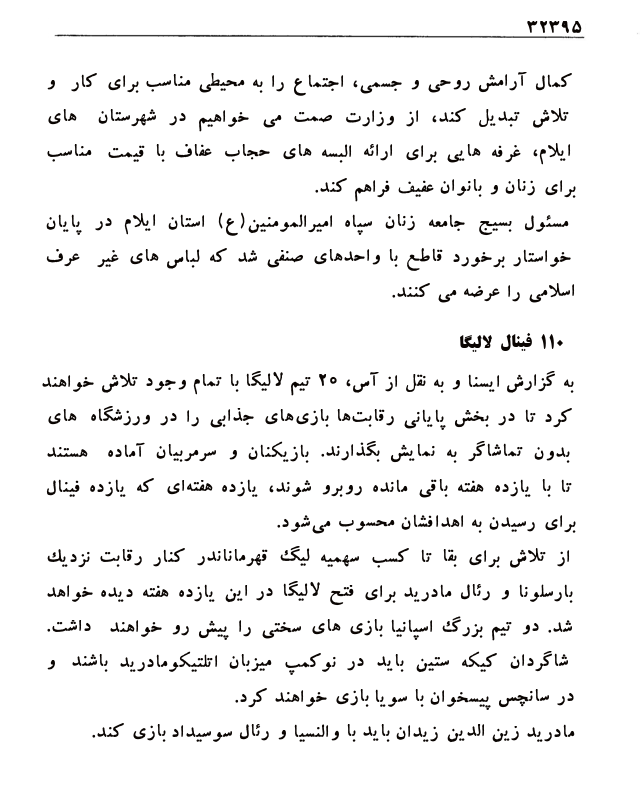 ۳۲۳۹۵
کمال آرامش روحی و جسمی، اجتماع را به محیطی مناسب برای کار و
تلاش تبدیل کند، از وزارت صمت می خواهیم در شهرستان های
ایلام، غرفه هایی برای ارائه البسه های حجاب عفاف با قیمت مناسب
برای زنان و بانوان عفیف فراهم کند.
مسئول بسیج جامعه زنان سپاه امیرالمومنین(ع) استان ایلام در پایان
خواستار برخورد قاطع با واحدهای صنفی شد که لباس های غیر عرف
اسلامی را عرضه می کنند.
۱۱۰ فینال لالیگا
به گزارش ایسنا و به نقل از آس، ۲۰ تیم لالیگا با تمام وجود تلاش خواهند
کرد تا در بخش پایانی رقابت‌ها بازی‌های جذابی را در ورزشگاه های
بدون تماشاگر به نمایش بگذارند. بازیکنان و سرمربیان آماده هستند
تا با یازده هفته باقی مانده روبرو شوند، یازده هفته‌ای که یازده فینال
برای رسیدن به اهدافشان محسوب می‌شود.
از تلاش برای بقا تا کسب سهمیه لیگ قهرماناندر کنار رقابت نزدیك
بارسلونا و رئال مادرید برای فتح لالیگا در این یازده هفته دیده خواهد
شد. دو تیم بزرگ اسپانیا بازی های سختی را پیش رو خواهند داشت.
شاگردان کیکه ستین باید در نوکمپ میزبان اتلتیکومادرید باشند و
در سانچس پیسخوان با سویا بازی خواهند کرد.
مادرید زین الدین زیدان باید با والنسیا و رئال سوسیداد بازی کند.